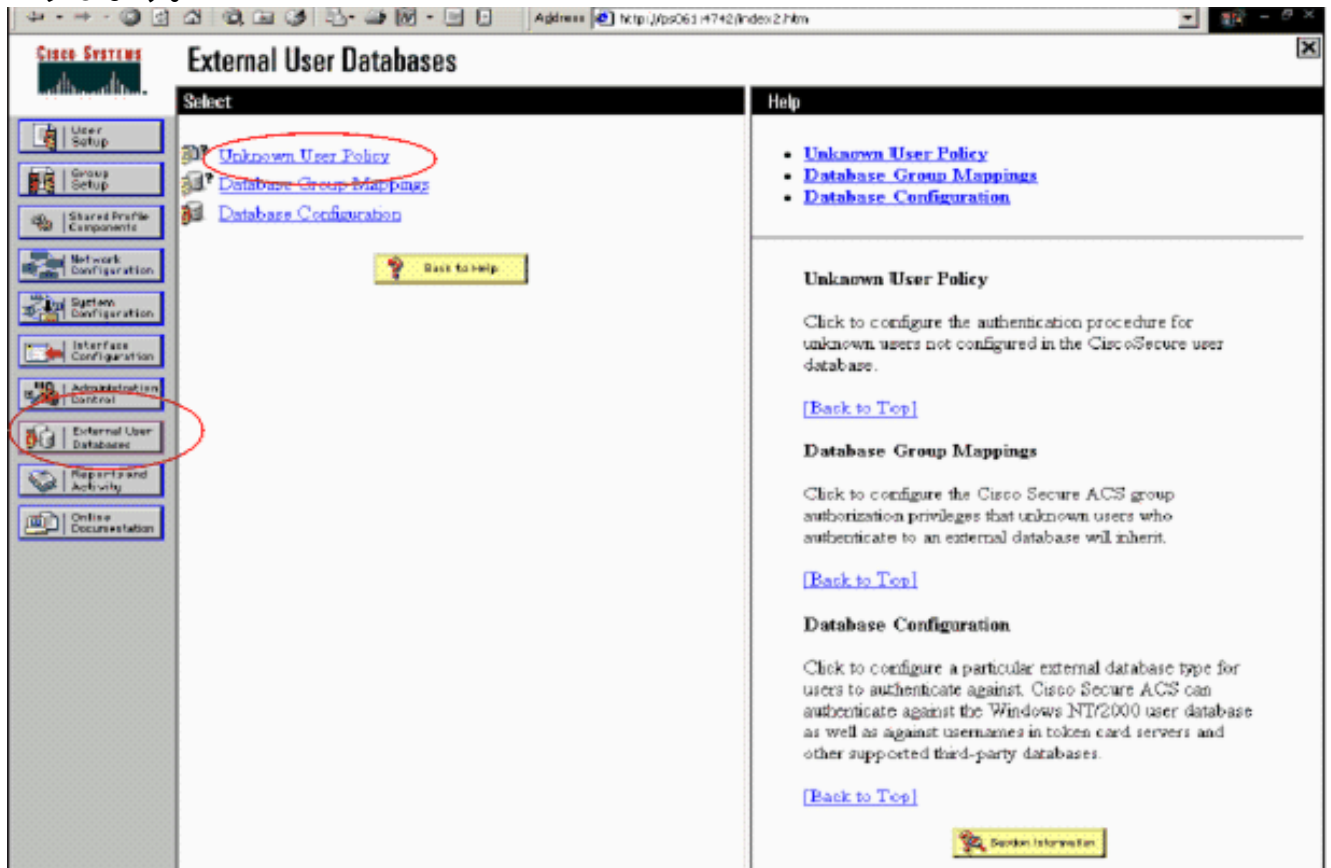 Address http://ps061:4742/index2.htm
CISCO SYSTEMS
External User Databases
Select
Help
User Setup
Group Setup
Shared Profile Components
Network Configuration
System Configuration
Interface Configuration
Administration Control
External User Databases
Reports and Activity
Online Documentation
Unknown User Policy
Database Group Mappings
Database Configuration
Back to Help
• Unknown User Policy
• Database Group Mappings
• Database Configuration
Unknown User Policy
Click to configure the authentication procedure for
unknown users not configured in the CiscoSecure user
database.
[Back to Top]
Database Group Mappings
Click to configure the Cisco Secure ACS group
authorization privileges that unknown users who
authenticate to an external database will inherit.
[Back to Top]
Database Configuration
Click to configure a particular external database type for
users to authenticate against. Cisco Secure ACS can
authenticate against the Windows NT/2000 user database
as well as against usernames in token card servers and
other supported third-party databases.
[Back to Top]
Section Information